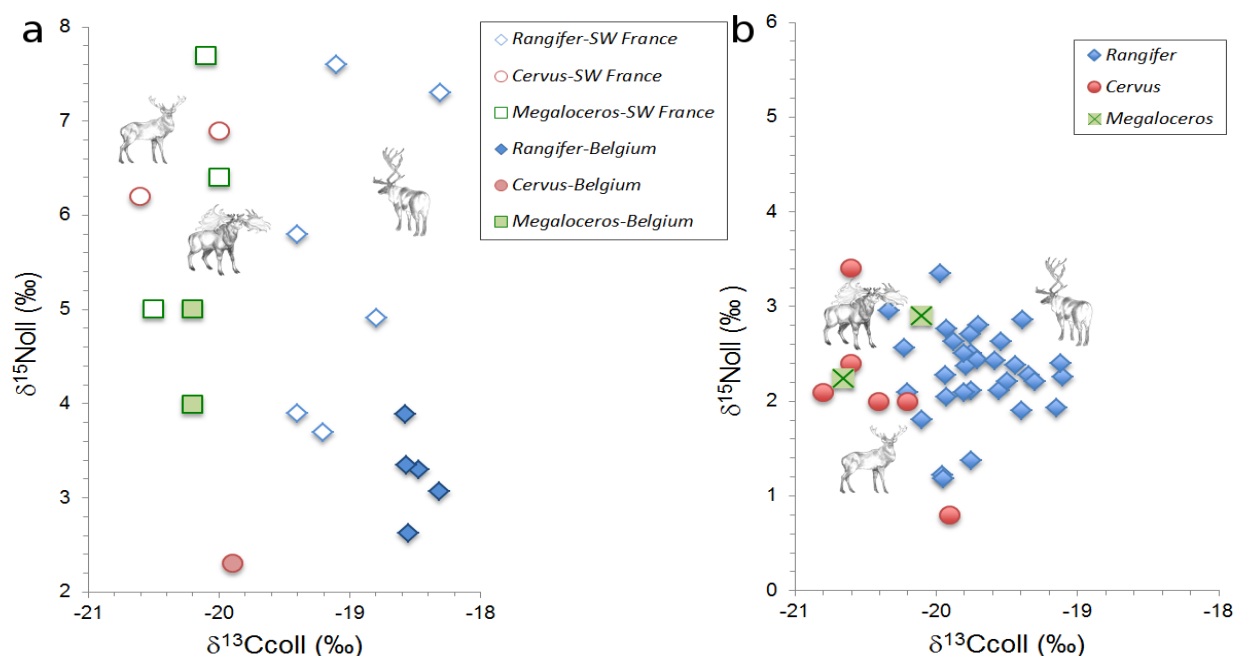 a
8
7
6
5
4
3
2
-21
-20
-19
-18
δ¹⁵Noll (‰)
δ¹³Ccoll (‰)
Rangifer-SW France
Cervus-SW France
Megaloceros-SW France
Rangifer-Belgium
Cervus-Belgium
Megaloceros-Belgium
b
6
5
4
3
2
1
0
-21
-20
-19
-18
δ¹⁵Noll (‰)
δ¹³Ccoll (‰)
Rangifer
Cervus
Megaloceros